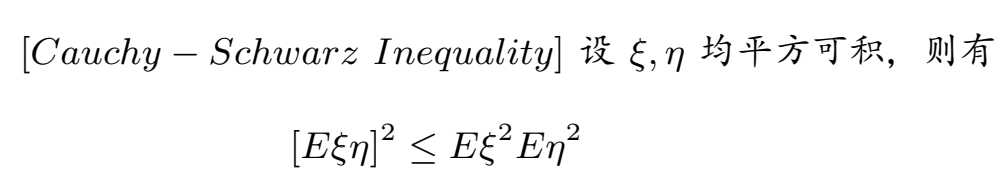 [Cauchy − Schwarz Inequality] 设 ξ, η 均平方可积，则有
[Eξη]² ≤ Eξ²Eη²